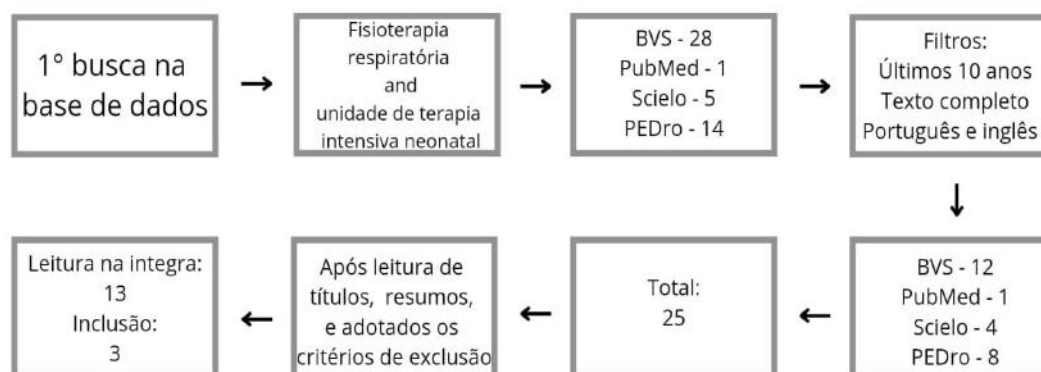 1° busca na
base de dados
Fisioterapia
respiratória
and
unidade de terapia
intensiva neonatal
BVS - 28
PubMed - 1
Scielo - 5
PEDro - 14
Filtros:
Últimos 10 anos
Texto completo
Português e inglês
BVS - 12
PubMed - 1
Scielo - 4
PEDro - 8
Total:
25
Após leitura de
títulos, resumos,
e adotados os
critérios de exclusão
Leitura na integra:
13
Inclusão:
3